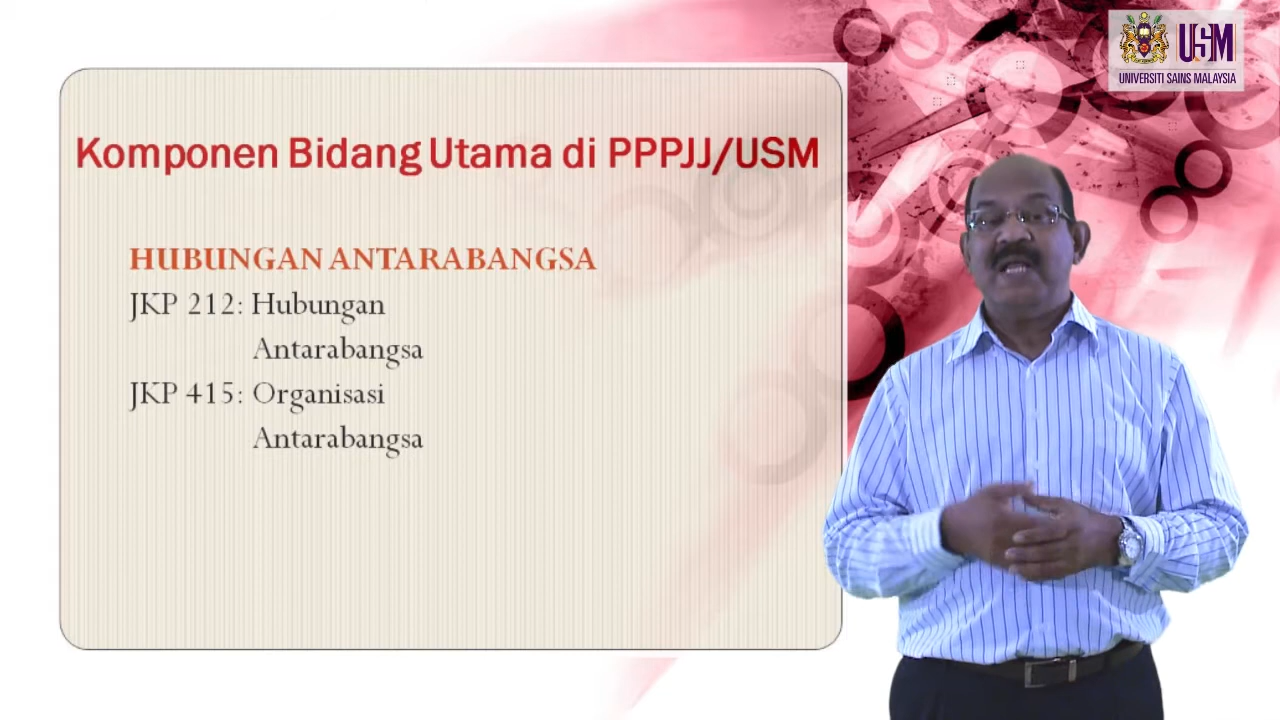 USM
UNIVERSITI SAINS MALAYSIA
Komponen Bidang Utama di PPPJJ/USM
HUBUNGAN ANTARABANGSA
JKP 212: Hubungan
Antarabangsa
JKP 415: Organisasi
Antarabangsa